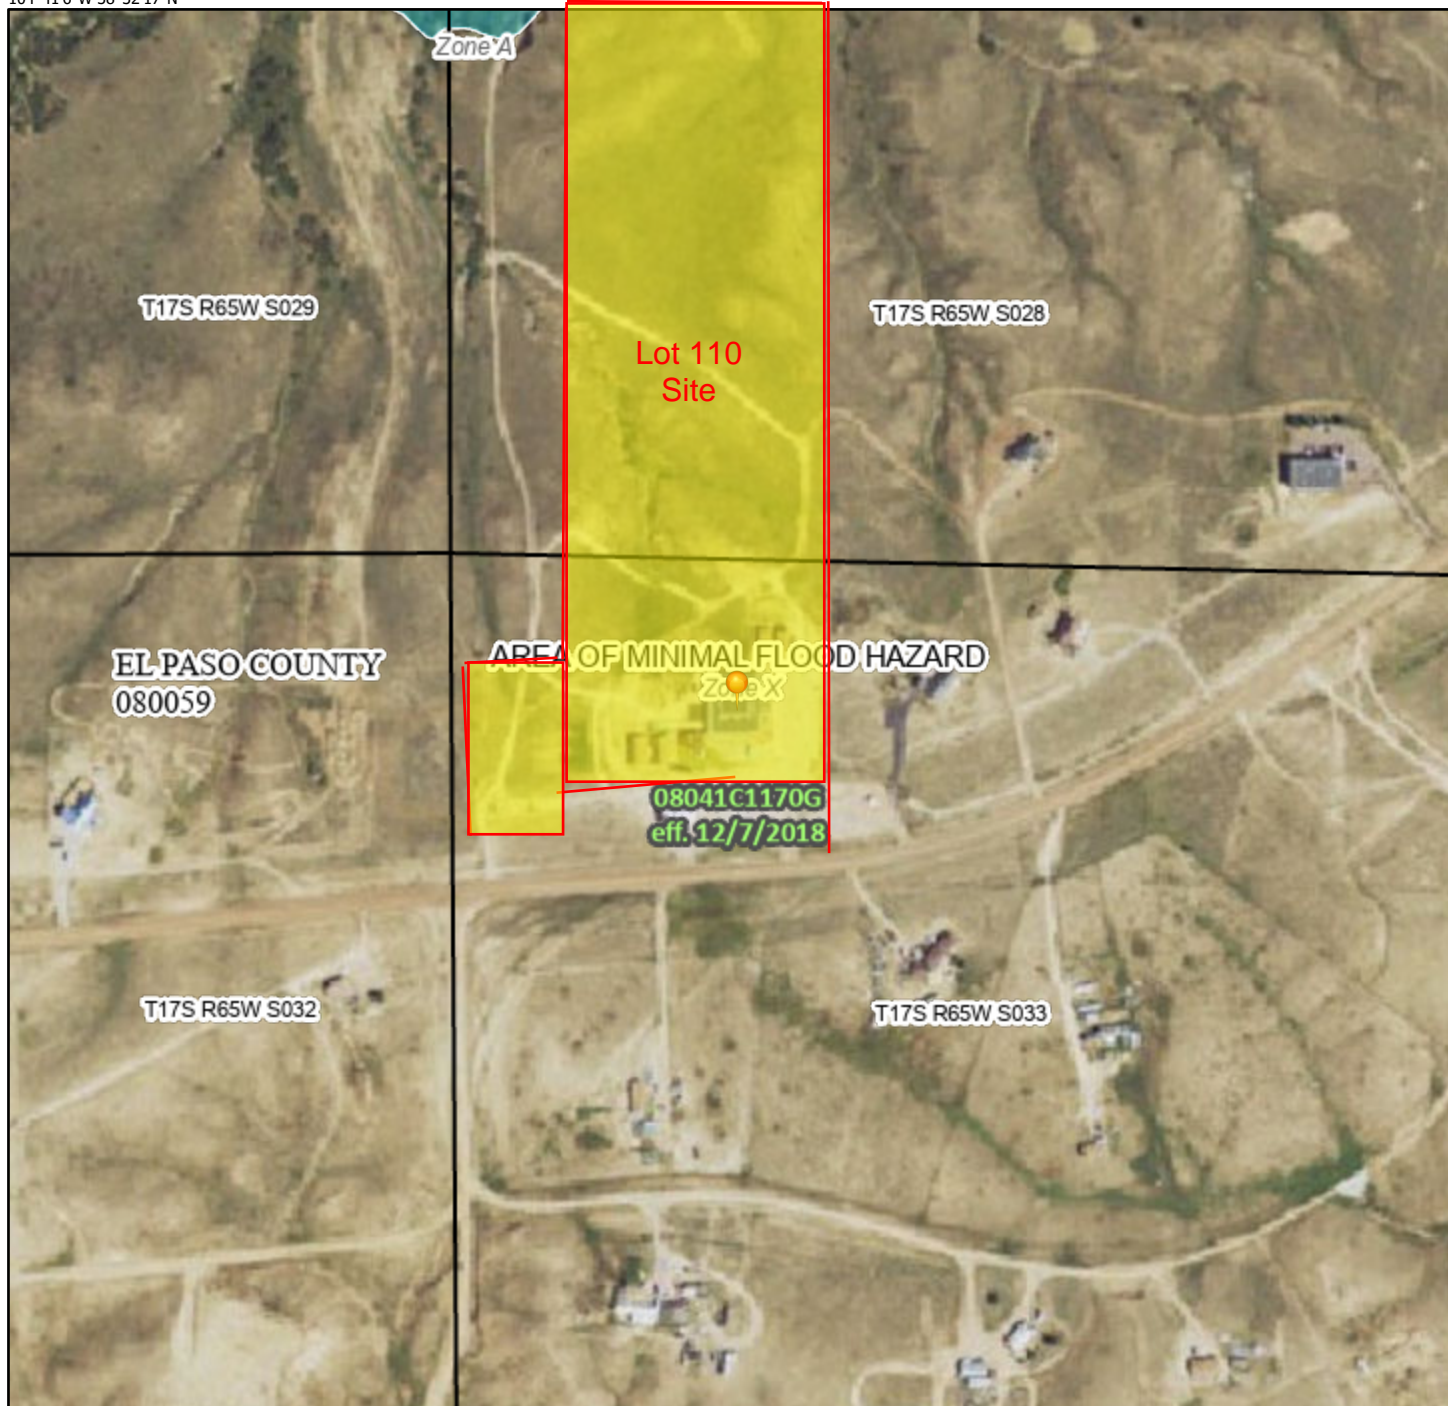 Zone A
T17S R65W S029
T17S R65W S028
Lot 110
Site
EL PASO COUNTY
080059
AREA OF MINIMAL FLOOD HAZARD
Zone X
08041C1170G
eff. 12/7/2018
T17S R65W S032
T17S R65W S033